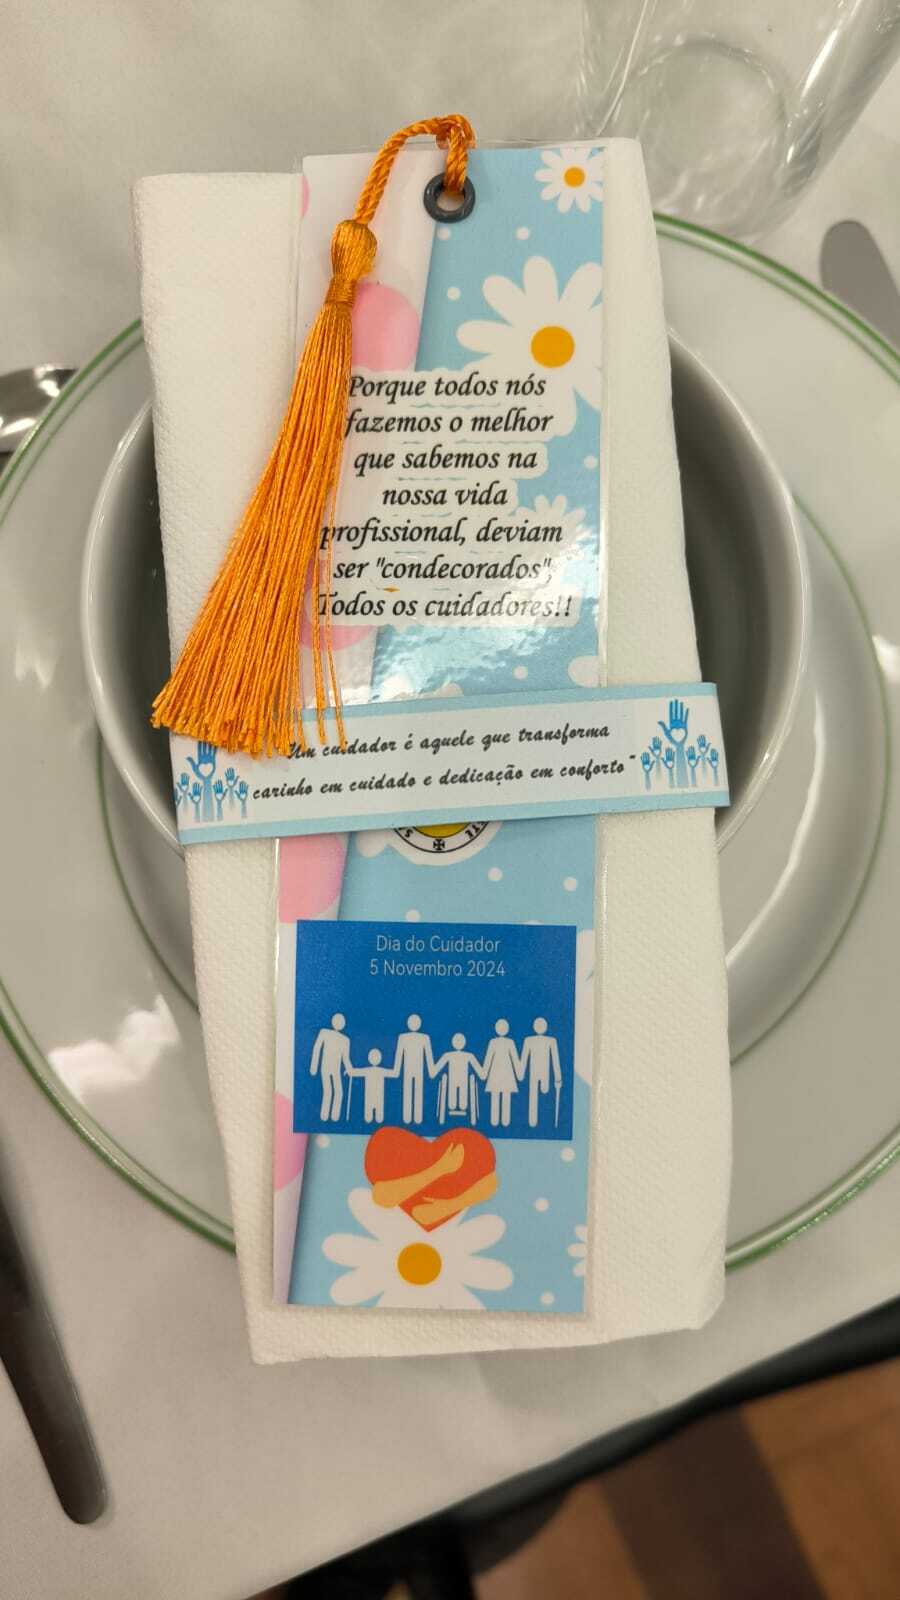 Porque todos nós
fazemos o melhor
que sabemos na
nossa vida
profissional, deviam
ser "condecorados",
Todos os cuidadores!!
"Um cuidador é aquele que transforma
carinho em cuidado e dedicação em conforto"
Dia do Cuidador
5 Novembro 2024